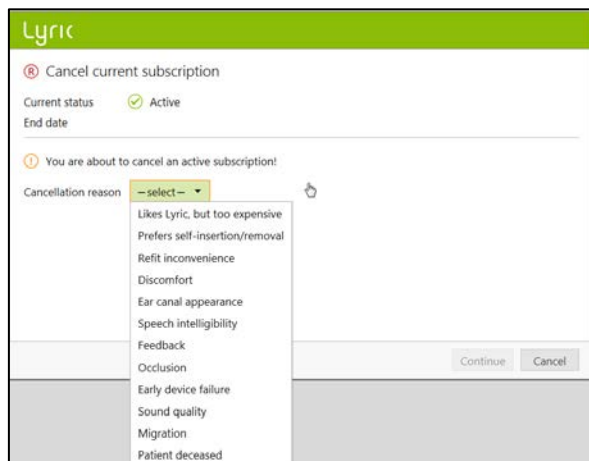 Lyric
R Cancel current subscription
Current status Active
End date
! You are about to cancel an active subscription!
Cancellation reason –select–
Likes Lyric, but too expensive
Prefers self-insertion/removal
Refit inconvenience
Discomfort
Ear canal appearance
Speech intelligibility
Feedback
Continue Cancel
Occlusion
Early device failure
Sound quality
Migration
Patient deceased